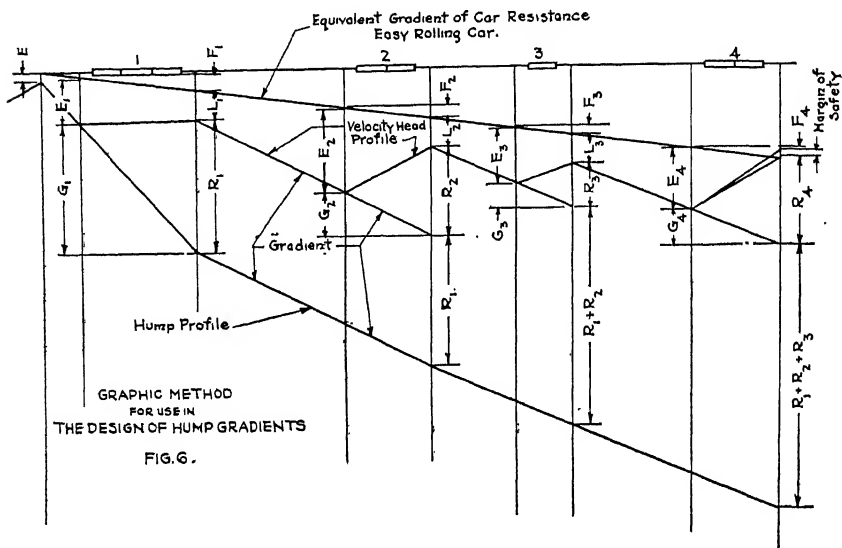 Equivalent Gradient of Car Resistance
Easy Rolling Car.
E
1
F₁
2
F₂
3
F₃
4
F₄
Margin of
Safety
E₁
L₁
Velocity Head
Profile
E₂
L₂
E₃
L₃
E₄
G₁
R₁
G₂
R₂
G₃
R₃
G₄
R₄
Gradient
Hump Profile
R₁
R₁+R₂
R₁+R₂+R₃
GRAPHIC METHOD
FOR USE IN
THE DESIGN OF HUMP GRADIENTS
FIG.6.